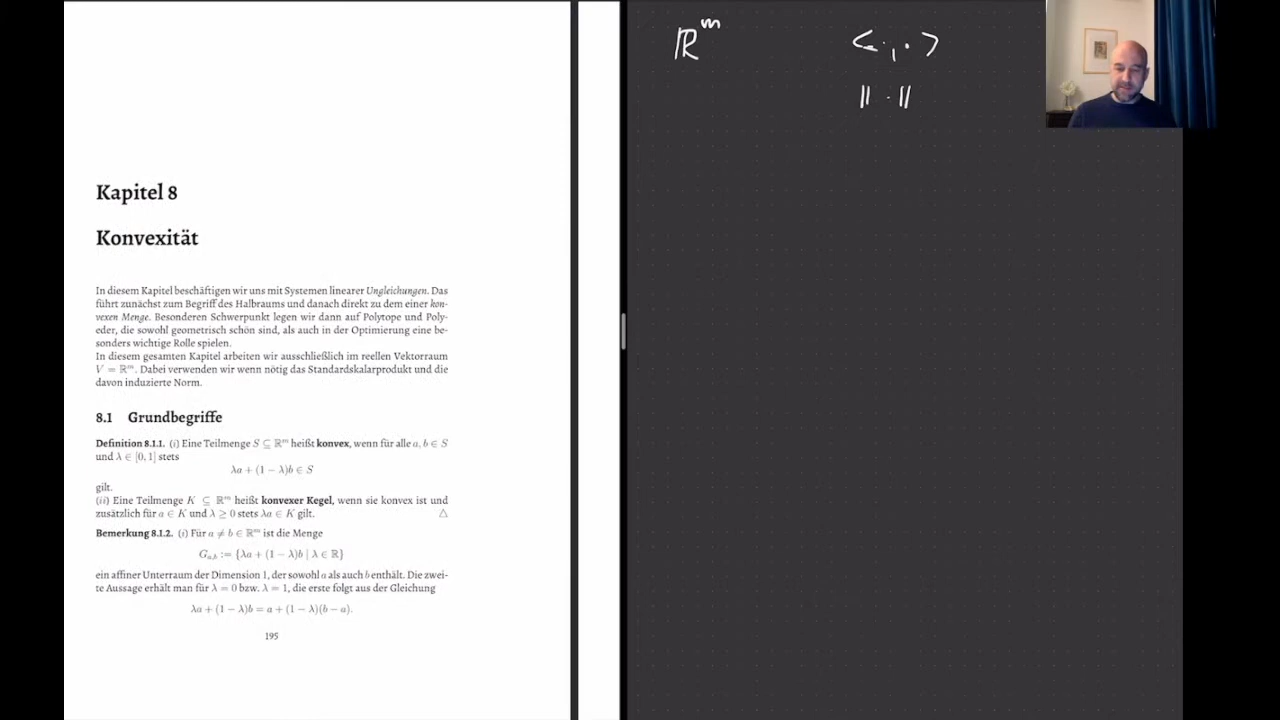 Kapitel 8
Konvexität
In diesem Kapitel beschäftigen wir uns mit Systemen linearer Ungleichungen. Das
führt zunächst zum Begriff des Halbraums und danach direkt zu dem einer kon-
vexen Menge. Besonderen Schwerpunkt legen wir dann auf Polytope und Poly-
eder, die sowohl geometrisch schön sind, als auch in der Optimierung eine be-
sonders wichtige Rolle spielen.
In diesem gesamten Kapitel arbeiten wir ausschließlich im reellen Vektorraum
V = ℝᵐ. Dabei verwenden wir wenn nötig das Standardskalarprodukt und die
davon induzierte Norm.
8.1 Grundbegriffe
Definition 8.1.1. (i) Eine Teilmenge S ⊆ ℝᵐ heißt konvex, wenn für alle a, b ∈ S
und λ ∈ [0, 1] stets
λa + (1 − λ)b ∈ S
gilt.
(ii) Eine Teilmenge K ⊆ ℝᵐ heißt konvexer Kegel, wenn sie konvex ist und
zusätzlich für a ∈ K und λ ≥ 0 stets λa ∈ K gilt. △
Bemerkung 8.1.2. (i) Für a ≠ b ∈ ℝᵐ ist die Menge
G_{a,b} := {λa + (1 − λ)b | λ ∈ ℝ}
ein affiner Unterraum der Dimension 1, der sowohl a als auch b enthält. Die zwei-
te Aussage erhält man für λ = 0 bzw. λ = 1, die erste folgt aus der Gleichung
λa + (1 − λ)b = a + (1 − λ)(b − a).
195
ℝᵐ <·,·>
‖·‖